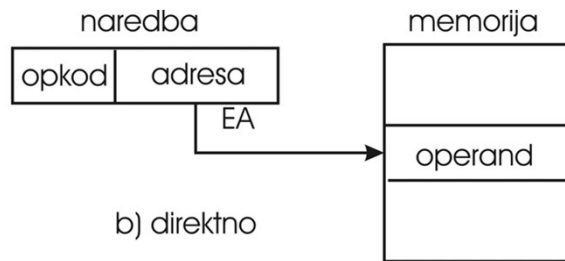 naredba
memorija
opkod
adresa
EA
operand
b) direktno